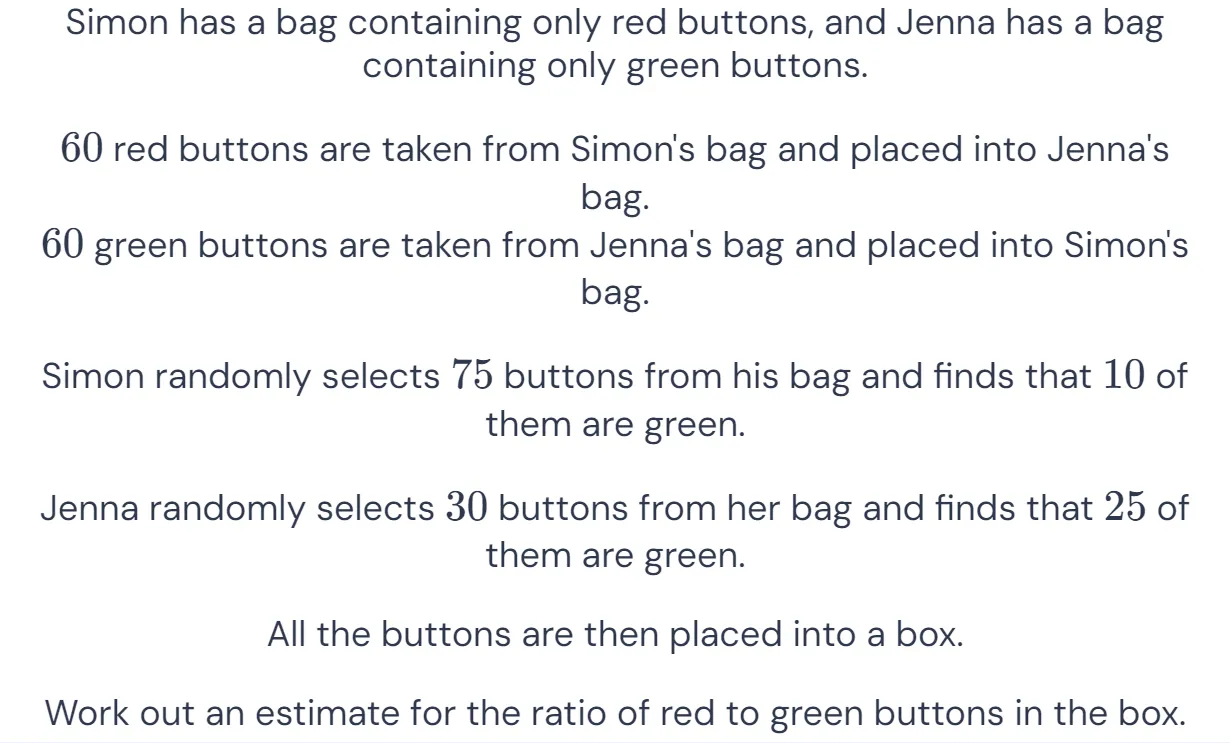 Simon has a bag containing only red buttons, and Jenna has a bag
containing only green buttons.
60 red buttons are taken from Simon's bag and placed into Jenna's
bag.
60 green buttons are taken from Jenna's bag and placed into Simon's
bag.
Simon randomly selects 75 buttons from his bag and finds that 10 of
them are green.
Jenna randomly selects 30 buttons from her bag and finds that 25 of
them are green.
All the buttons are then placed into a box.
Work out an estimate for the ratio of red to green buttons in the box.